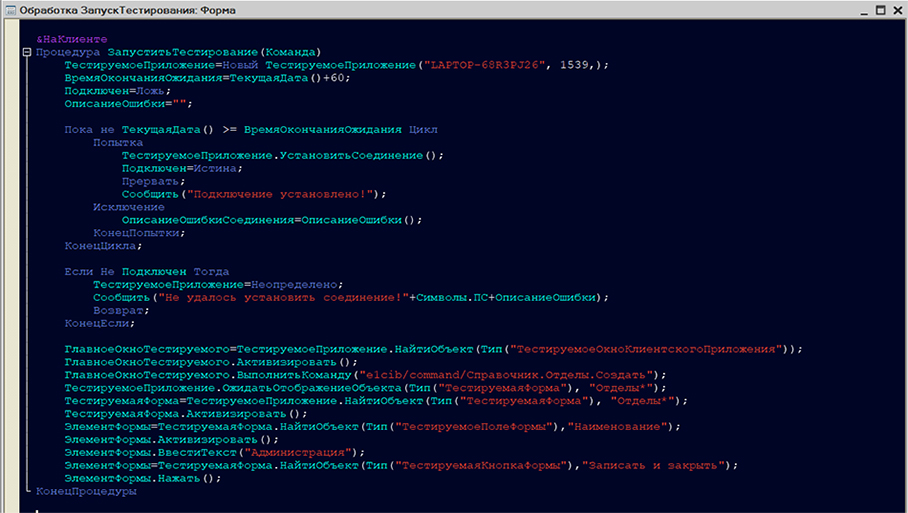 Обработка ЗапускТестирования: Форма
&НаКлиенте
Процедура ЗапуститьТестирование(Команда)
ТестируемоеПриложение=Новый ТестируемоеПриложение("LAPTOP-68R3PJ26", 1539,);
ВремяОкончанияОжидания=ТекущаяДата()+60;
Подключен=Ложь;
ОписаниеОшибки="";
Пока не ТекущаяДата() >= ВремяОкончанияОжидания Цикл
Попытка
ТестируемоеПриложение.УстановитьСоединение();
Подключен=Истина;
Прервать;
Сообщить("Подключение установлено!");
Исключение
ОписаниеОшибкиСоединения=ОписаниеОшибки();
КонецПопытки;
КонецЦикла;
Если Не Подключен Тогда
ТестируемоеПриложение=Неопределено;
Сообщить("Не удалось установить соединение!"+Символы.ПС+ОписаниеОшибки);
Возврат;
КонецЕсли;
ГлавноеОкноТестируемого=ТестируемоеПриложение.НайтиОбъект(Тип("ТестируемоеОкноКлиентскогоПриложения"));
ГлавноеОкноТестируемого.Активизировать();
ГлавноеОкноТестируемого.ВыполнитьКоманду("e1cib/command/Справочник.Отделы.Создать");
ТестируемоеПриложение.ОжидатьОтображениеОбъекта(Тип("ТестируемаяФорма"), "Отделы*");
ТестируемаяФорма=ТестируемоеПриложение.НайтиОбъект(Тип("ТестируемаяФорма"), "Отделы*");
ТестируемаяФорма.Активизировать();
ЭлементФормы=ТестируемаяФорма.НайтиОбъект(Тип("ТестируемоеПолеФормы"),"Наименование");
ЭлементФормы.Активизировать();
ЭлементФормы.ВвестиТекст("Администрация");
ЭлементФормы=ТестируемаяФорма.НайтиОбъект(Тип("ТестируемаяКнопкаФормы"),"Записать и закрыть");
ЭлементФормы.Нажать();
КонецПроцедуры